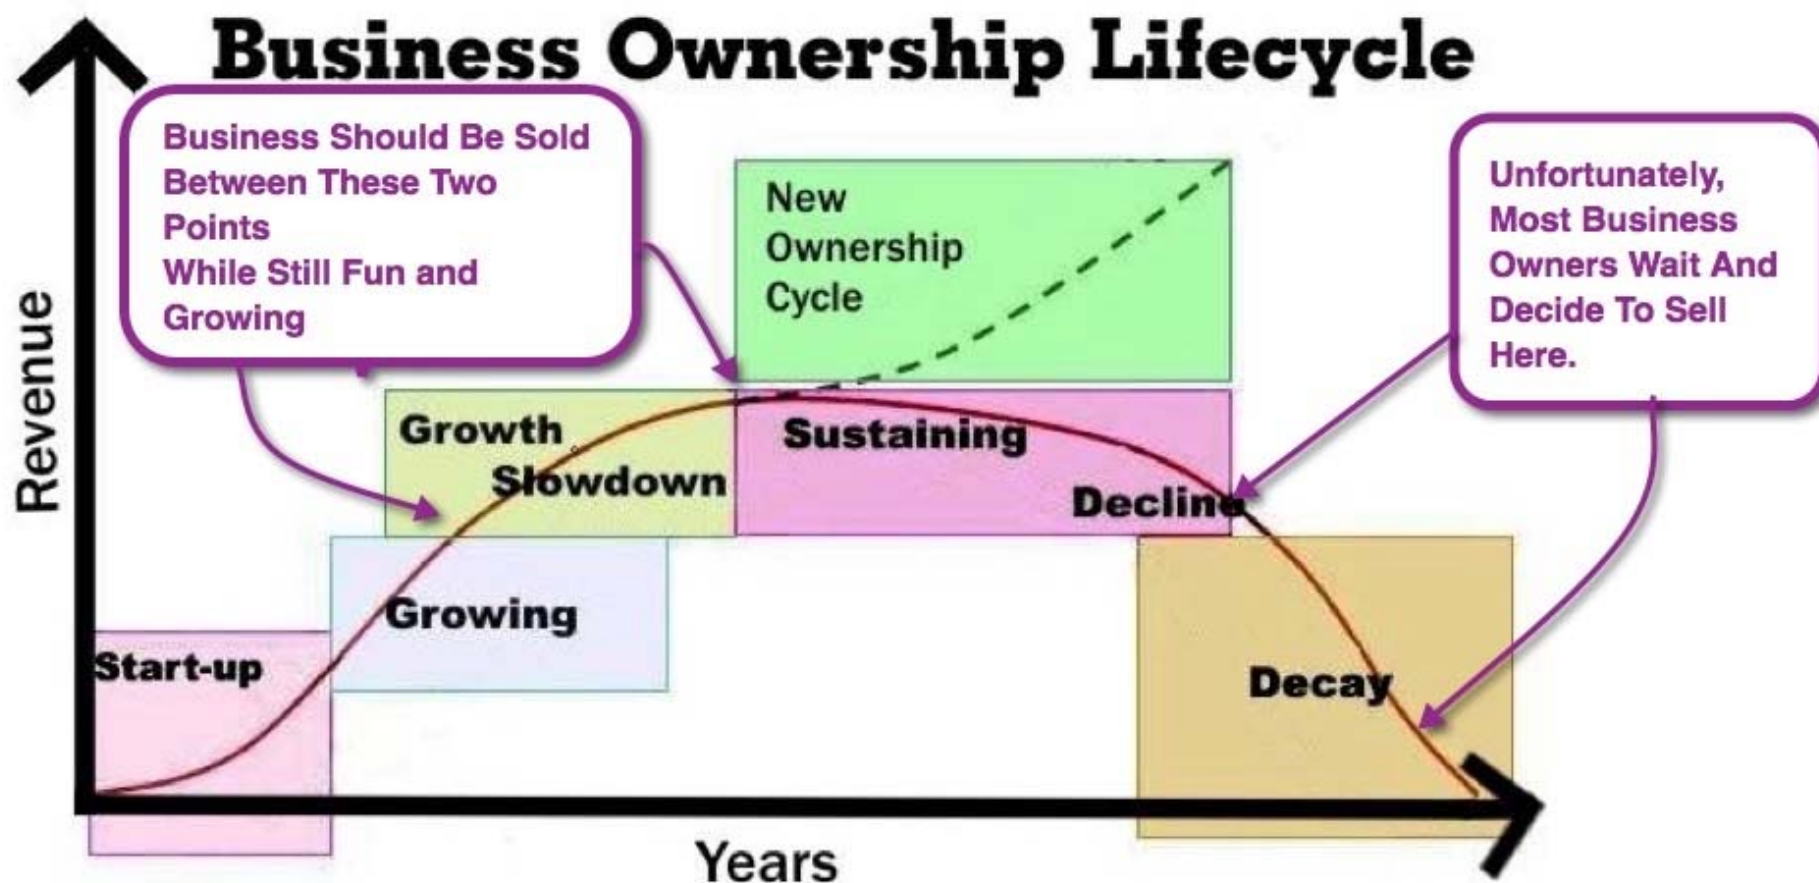 Business Ownership Lifecycle
Business Should Be Sold
Between These Two
Points
While Still Fun and
Growing
New
Ownership
Cycle
Unfortunately,
Most Business
Owners Wait And
Decide To Sell
Here.
Revenue
Growth
Slowdown
Sustaining
Decline
Growing
Start-up
Decay
Years